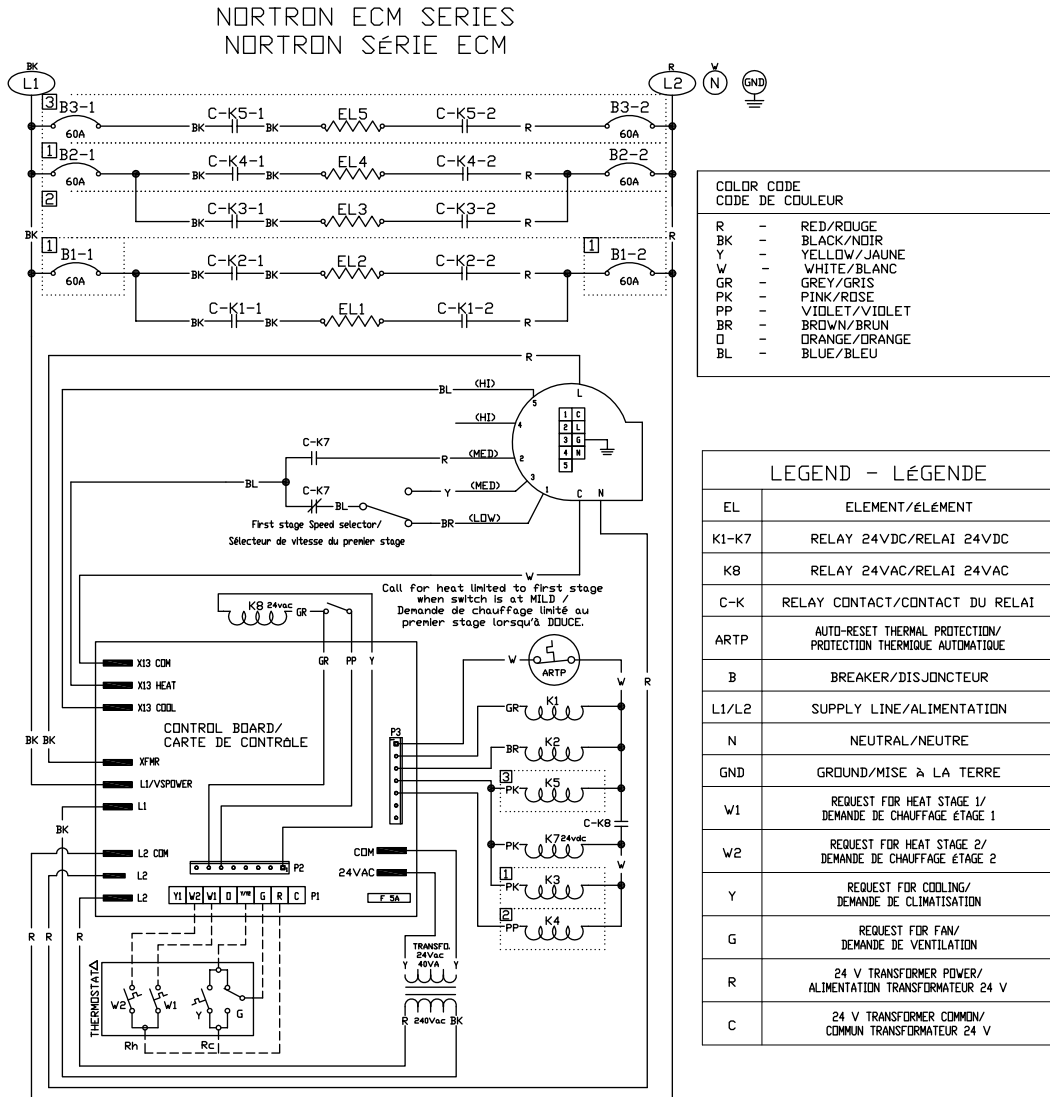 NORTRON ECM SERIES
NORTRON SÉRIE ECM
BK
L1
R
L2
W
N
GND
3
B3-1
60A
BK
C-K5-1
BK
EL5
C-K5-2
R
B3-2
60A
1
B2-1
60A
BK
C-K4-1
BK
EL4
C-K4-2
R
B2-2
60A
2
BK
C-K3-1
BK
EL3
C-K3-2
R
BK
R
1
B1-1
60A
BK
C-K2-1
BK
EL2
C-K2-2
R
1
B1-2
60A
BK
C-K1-1
BK
EL1
C-K1-2
R
COLOR CODE
CODE DE COULEUR
R - RED/ROUGE
BK - BLACK/NOIR
Y - YELLOW/JAUNE
W - WHITE/BLANC
GR - GREY/GRIS
PK - PINK/ROSE
PP - VIOLET/VIOLET
BR - BROWN/BRUN
O - ORANGE/ORANGE
BL - BLUE/BLEU
R
BL (HI)
5
L
(HI)
4
1 C
2 L
3 G
4 N
5
C-K7
R (MED)
2
BL
C-K7
BL
Y (MED)
3
BR (LOW)
1
C N
First stage Speed selector/
Sélecteur de vitesse du premier stage
W
Call for heat limited to first stage
when switch is at MILD /
Demande de chauffage limité au
premier stage lorsqu'à DOUCE.
K8 24vac
GR
GR PP Y
X13 COM
X13 HEAT
X13 COOL
CONTROL BOARD/
CARTE DE CONTRÔLE
BK BK
XFMR
L1/VSPOWER
L1
BK
L2 COM
L2
L2
P3
P2
COM
24VAC
F 5A
Y1 W2 W1 O Y/Y2 G R C P1
W
ARTP
W
R
GR K1
BR K2
3
PK K5
C-K8
PK K7 24vdc
W
1
PK K3
2
PP K4
R R R
THERMOSTAT
W2 W1 Y G
Rh Rc
TRANSFO.
24Vac
40VA
Y Y
R 240Vac BK
LEGEND - LÉGENDE
EL ELEMENT/ÉLÉMENT
K1-K7 RELAY 24VDC/RELAI 24VDC
K8 RELAY 24VAC/RELAI 24VAC
C-K RELAY CONTACT/CONTACT DU RELAI
ARTP AUTO-RESET THERMAL PROTECTION/
PROTECTION THERMIQUE AUTOMATIQUE
B BREAKER/DISJONCTEUR
L1/L2 SUPPLY LINE/ALIMENTATION
N NEUTRAL/NEUTRE
GND GROUND/MISE à LA TERRE
W1 REQUEST FOR HEAT STAGE 1/
DEMANDE DE CHAUFFAGE éTAGE 1
W2 REQUEST FOR HEAT STAGE 2/
DEMANDE DE CHAUFFAGE éTAGE 2
Y REQUEST FOR COOLING/
DEMANDE DE CLIMATISATION
G REQUEST FOR FAN/
DEMANDE DE VENTILATION
R 24 V TRANSFORMER POWER/
ALIMENTATION TRANSFORMATEUR 24 V
C 24 V TRANSFORMER COMMON/
COMMUN TRANSFORMATEUR 24 V